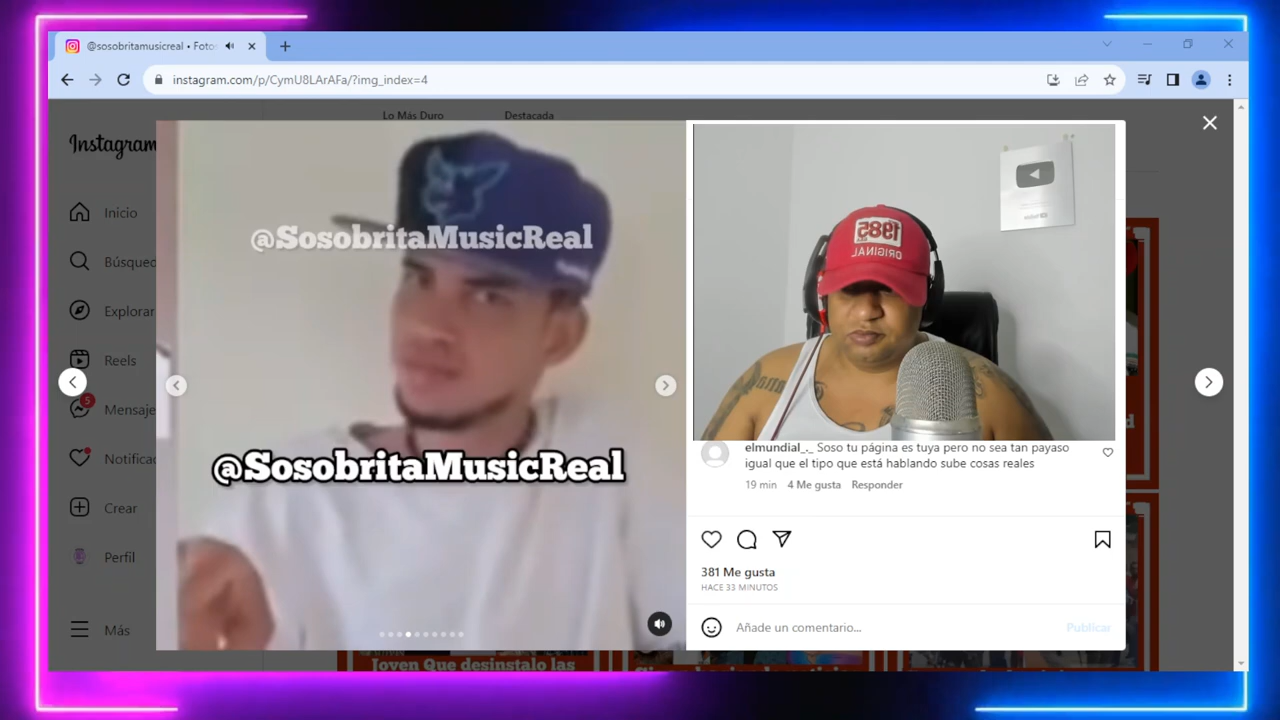 @sosobritamusicreal • Fotos
instagram.com/p/CymU8LArAFa/?img_index=4
Lo Más Duro
Destacada
Instagram
Inicio
Búsqued
Explorar
Reels
5
Mensaje
Notificac
Crear
Perfil
Más
@SosobritaMusicReal
@SosobritaMusicReal
1985
ORIGINAL
elmundial_._ Soso tu página es tuya pero no sea tan payaso
igual que el tipo que está hablando sube cosas reales
19 min 4 Me gusta Responder
381 Me gusta
HACE 33 MINUTOS
Añade un comentario...
Publicar
Joven Que desinstalo las